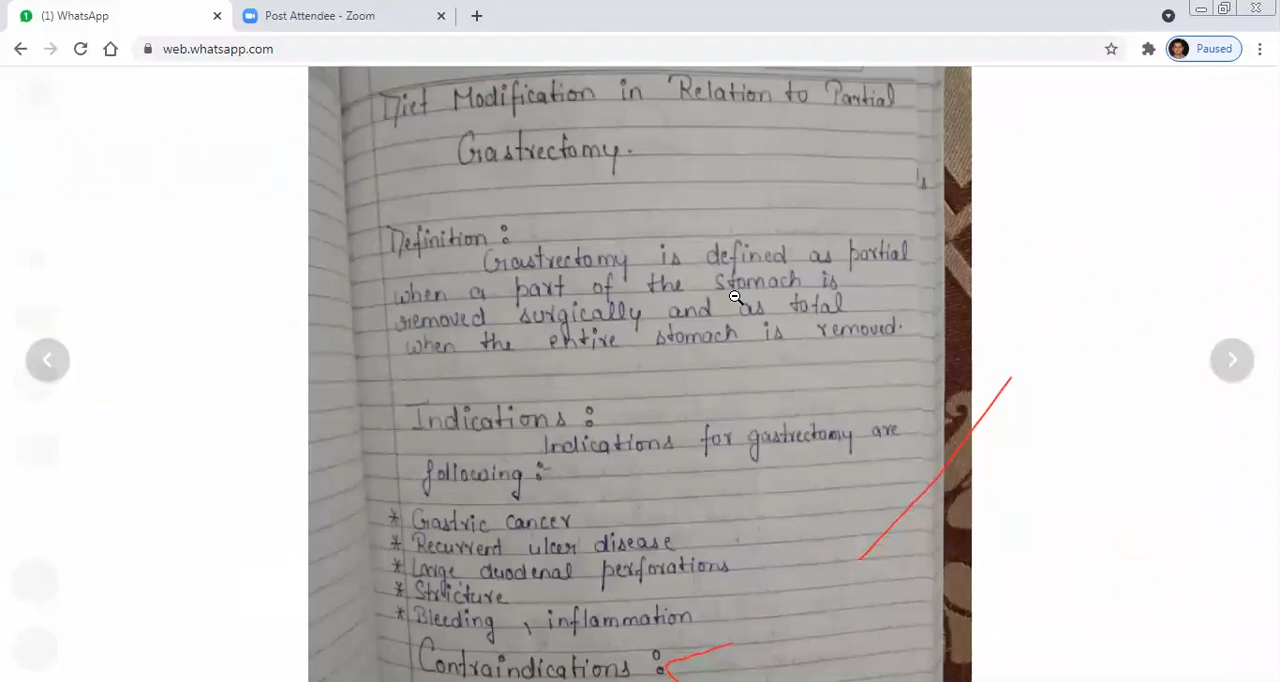 (1) WhatsApp
Post Attendee - Zoom
web.whatsapp.com
Paused
Diet Modification in Relation to Partial
Gastrectomy.
Definition :
Gastrectomy is defined as partial
when a part of the stomach is
removed surgically and as total
when the entire stomach is removed.
Indications :
Indications for gastrectomy are
following :-
* Gastric cancer
* Recurrent ulcer disease
* Large duodenal perforations
* Stricture
* Bleeding, inflammation
Contraindications :